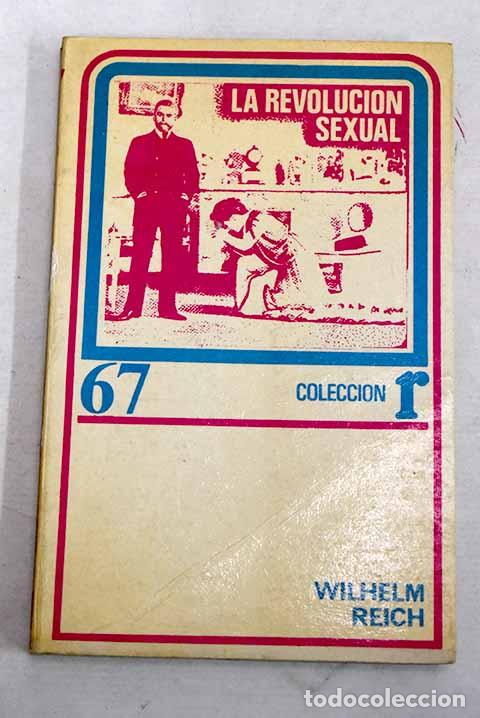 LA REVOLUCION
SEXUAL
67
COLECCION r
WILHELM
REICH
todocoleccion